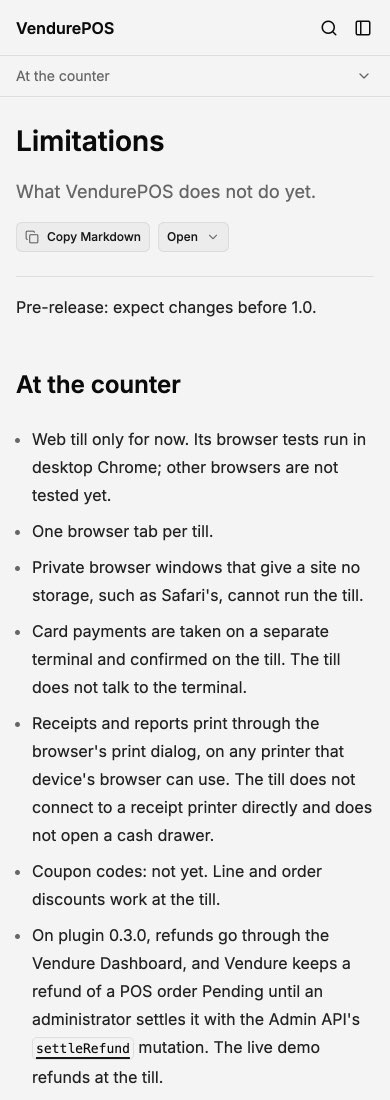 VendurePOS
At the counter
Limitations
What VendurePOS does not do yet.
Copy Markdown
Open
Pre-release: expect changes before 1.0.
At the counter
Web till only for now. Its browser tests run in
desktop Chrome; other browsers are not
tested yet.
One browser tab per till.
Private browser windows that give a site no
storage, such as Safari's, cannot run the till.
Card payments are taken on a separate
terminal and confirmed on the till. The till
does not talk to the terminal.
Receipts and reports print through the
browser's print dialog, on any printer that
device's browser can use. The till does not
connect to a receipt printer directly and does
not open a cash drawer.
Coupon codes: not yet. Line and order
discounts work at the till.
On plugin 0.3.0, refunds go through the
Vendure Dashboard, and Vendure keeps a
refund of a POS order Pending until an
administrator settles it with the Admin API's
settleRefund mutation. The live demo
refunds at the till.